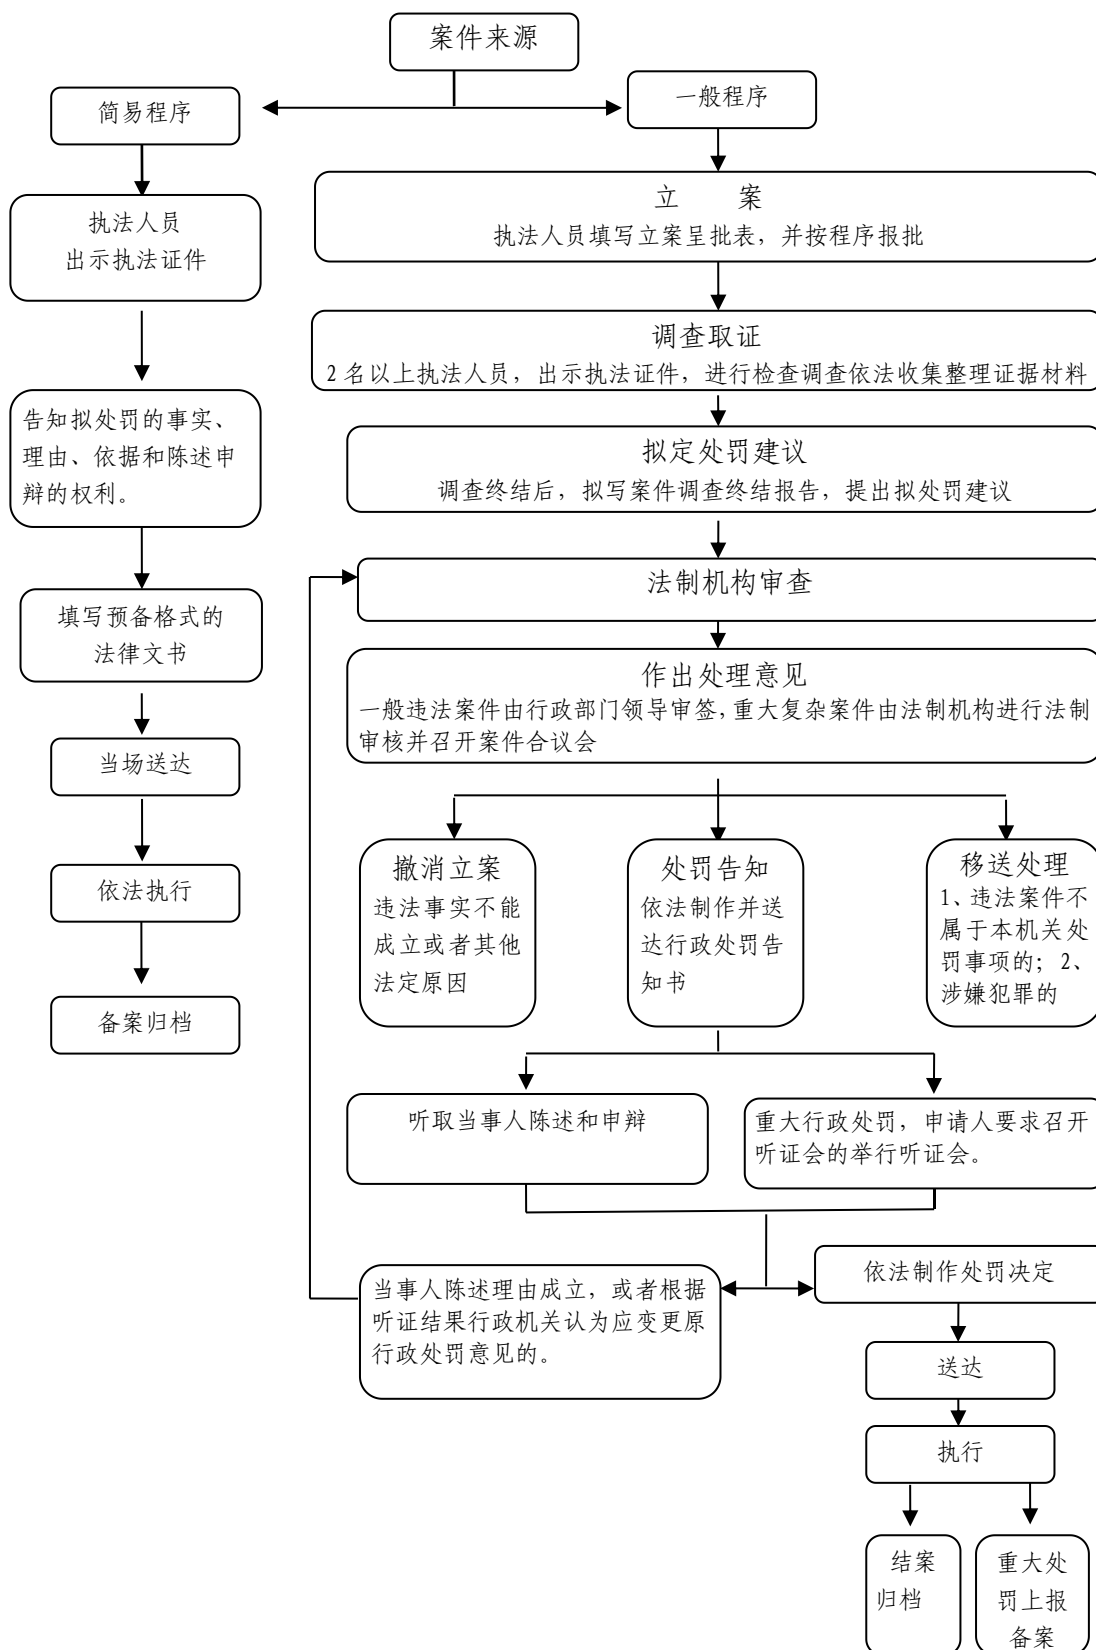 案件来源
简易程序
一般程序
执法人员
出示执法证件
告知拟处罚的事实、
理由、依据和陈述申
辩的权利。
填写预备格式的
法律文书
当场送达
依法执行
备案归档
立 案
执法人员填写立案呈批表，并按程序报批
调查取证
2名以上执法人员，出示执法证件，进行检查调查依法收集整理证据材料
拟定处罚建议
调查终结后，拟写案件调查终结报告，提出拟处罚建议
法制机构审查
作出处理意见
一般违法案件由行政部门领导审签，重大复杂案件由法制机构进行法制
审核并召开案件合议会
撤消立案
违法事实不能
成立或者其他
法定原因
处罚告知
依法制作并送
达行政处罚告
知书
移送处理
1、违法案件不
属于本机关处
罚事项的；2、
涉嫌犯罪的
听取当事人陈述和申辩
重大行政处罚，申请人要求召开
听证会的举行听证会。
当事人陈述理由成立，或者根据
听证结果行政机关认为应变更原
行政处罚意见的。
依法制作处罚决定
送达
执行
结案
归档
重大处
罚上报
备案